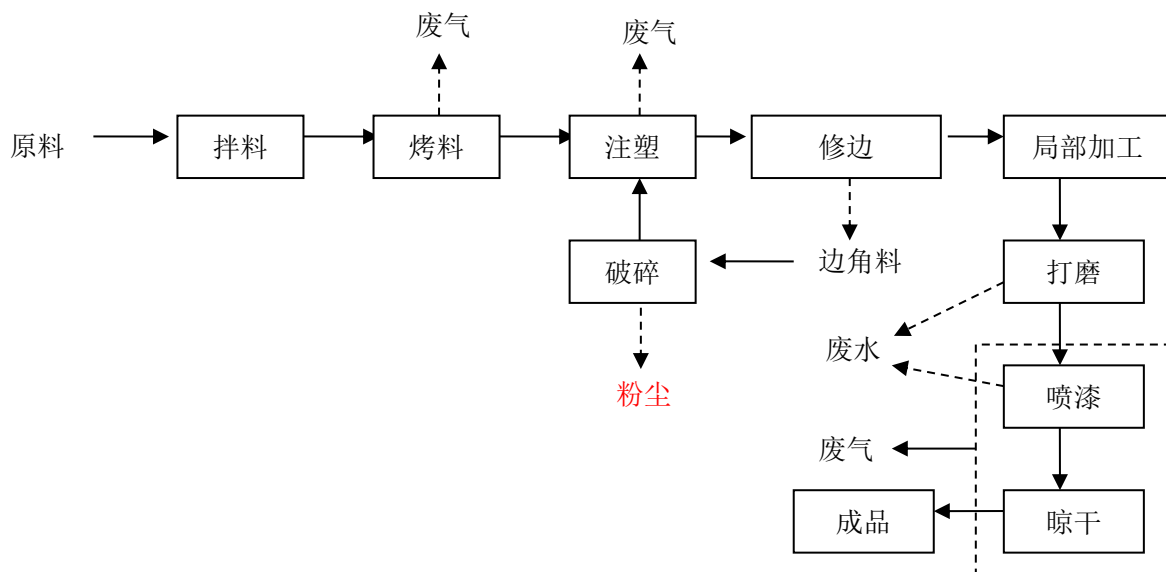 废气
废气
原料
拌料
烤料
注塑
修边
局部加工
破碎
边角料
打磨
废水
粉尘
喷漆
废气
成品
晾干